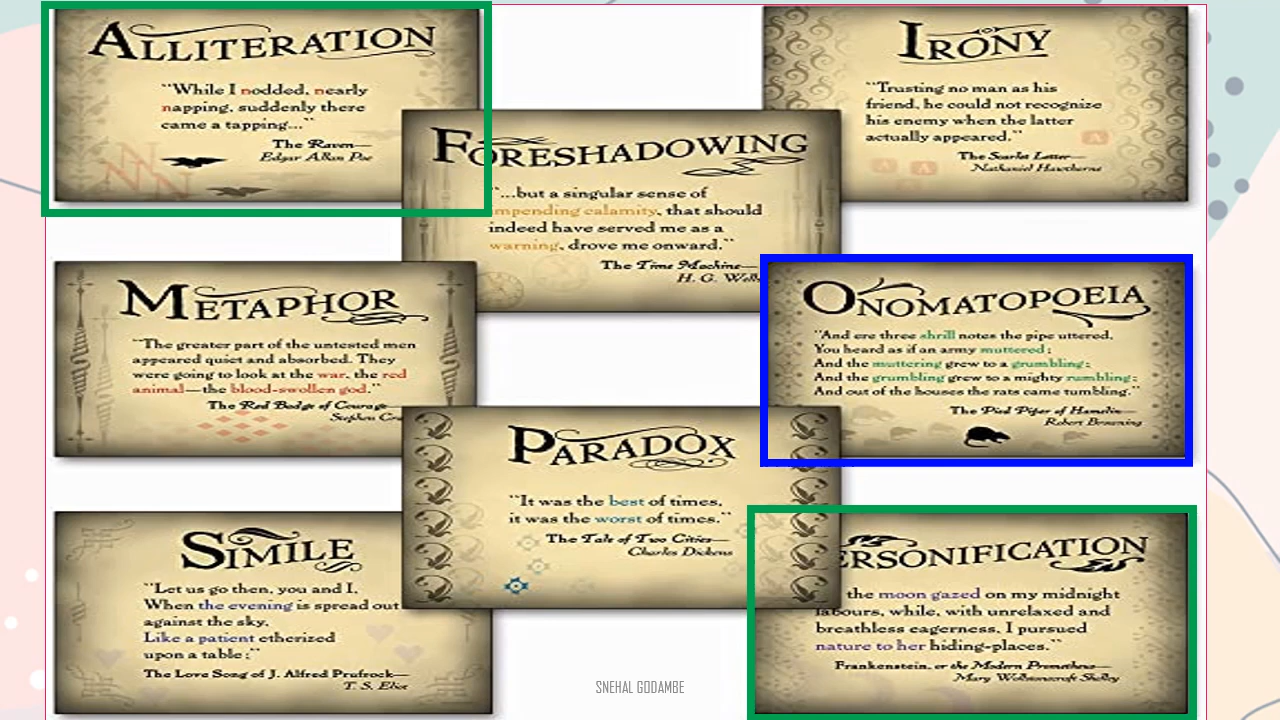 ALLITERATION
"While I nodded, nearly
napping, suddenly there
came a tapping..."
The Raven—
Edgar Allan Poe
IRONY
"Trusting no man as his
friend, he could not recognize
his enemy when the latter
actually appeared."
The Scarlet Letter—
Nathaniel Hawthorne
FORESHADOWING
"...but a singular sense of
impending calamity, that should
indeed have served me as a
warning, drove me onward."
The Time Machine—
H. G. Wells
METAPHOR
"The greater part of the untested men
appeared quiet and absorbed. They
were going to look at the war, the red
animal—the blood-swollen god."
The Red Badge of Courage
Stephen
ONOMATOPOEIA
"And ere three shrill notes the pipe uttered,
You heard as if an army muttered;
And the muttering grew to a grumbling;
And the grumbling grew to a mighty rumbling;
And out of the houses the rats came tumbling."
The Pied Piper of Hamelin—
Robert Browning
PARADOX
"It was the best of times,
it was the worst of times."
The Tale of Two Cities—
Charles Dickens
SIMILE
"Let us go then, you and I,
When the evening is spread out
against the sky,
Like a patient etherized
upon a table;"
The Love Song of J. Alfred Prufrock—
T. S. Eliot
ERSONIFICATION
the moon gazed on my midnight
labours, while, with unrelaxed and
breathless eagerness, I pursued
nature to her hiding-places."
Frankenstein, or the Modern Prometheus—
Mary Wollstonecraft Shelley
SNEHAL GODAMBE